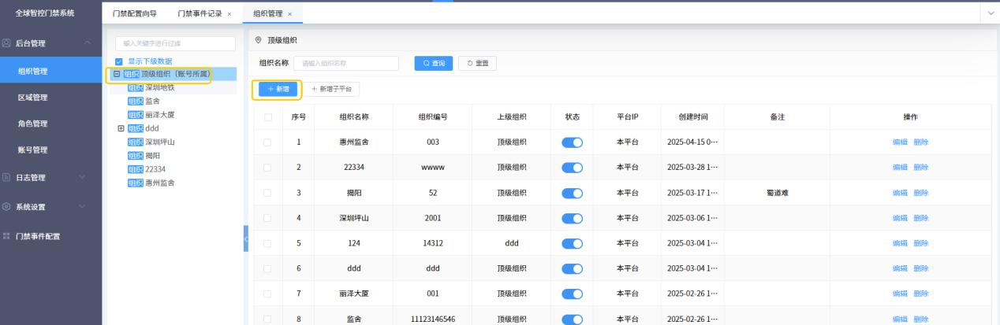 全球智控门禁系统
后台管理
组织管理
区域管理
角色管理
账号管理
日志管理
系统设置
门禁事件配置
门禁配置向导 门禁事件记录 × 组织管理 ×
输入关键字进行过滤
显示下级数据
组织 顶级组织（账号所属）
组织 深圳地铁
组织 监舍
组织 丽泽大厦
组织 ddd
组织 深圳坪山
组织 揭阳
组织 22334
组织 惠州监舍
顶级组织
组织名称 请输入组织名称 查询 重置
+ 新增 + 新增子平台
序号 组织名称 组织编号 上级组织 状态 平台IP 创建时间 备注 操作
1 惠州监舍 003 顶级组织 本平台 2025-04-15 0··· 编辑 删除
2 22334 wwww 顶级组织 本平台 2025-03-28 1··· 编辑 删除
3 揭阳 52 顶级组织 本平台 2025-03-17 1··· 蜀道难 编辑 删除
4 深圳坪山 2001 顶级组织 本平台 2025-03-06 1··· 编辑 删除
5 124 14312 ddd 本平台 2025-03-04 1··· 编辑 删除
6 ddd ddd 顶级组织 本平台 2025-03-04 1··· 编辑 删除
7 丽泽大厦 001 顶级组织 本平台 2025-02-26 1··· 编辑 删除
8 监舍 11123146546 顶级组织 本平台 2025-02-26 1··· 编辑 删除